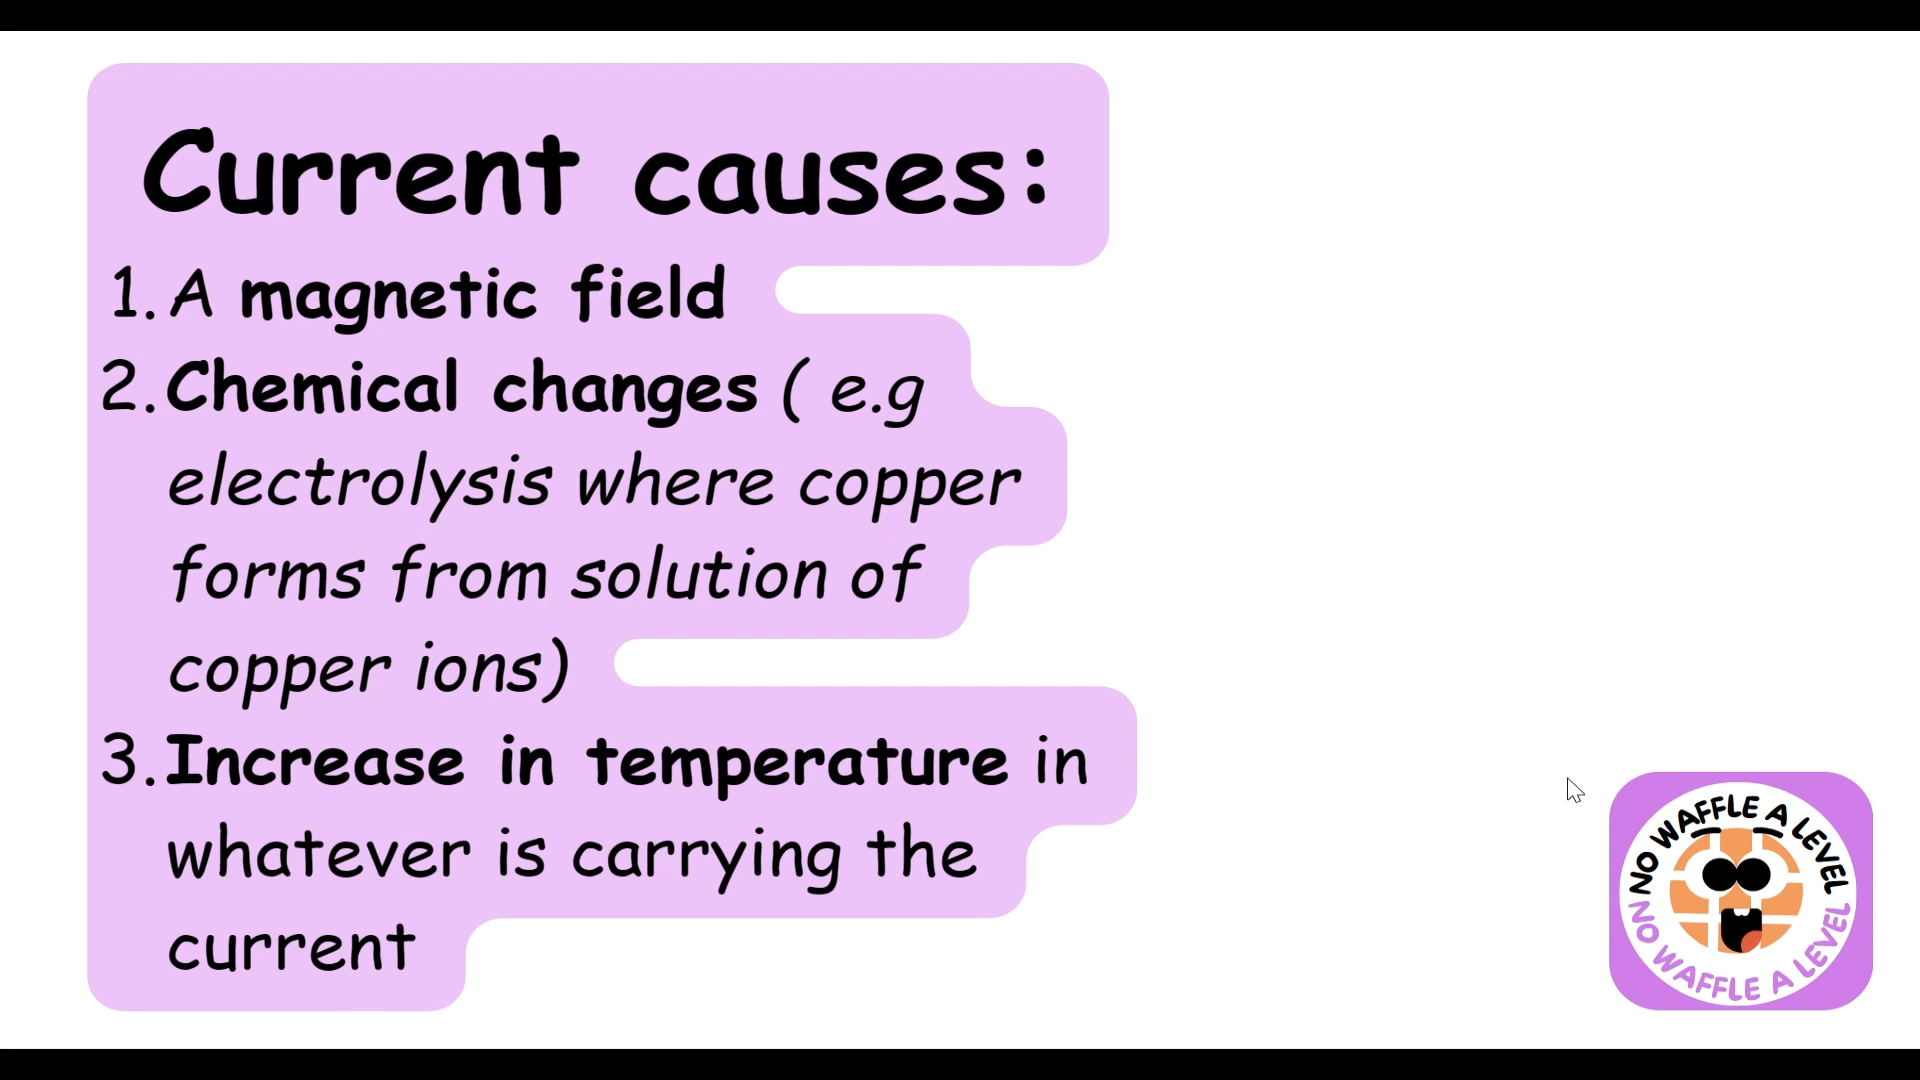 Current causes:
1. A magnetic field
2. Chemical changes ( e.g
electrolysis where copper
forms from solution of
copper ions)
3. Increase in temperature in
whatever is carrying the
current
NO WAFFLE A LEVEL
NO WAFFLE A LEVEL